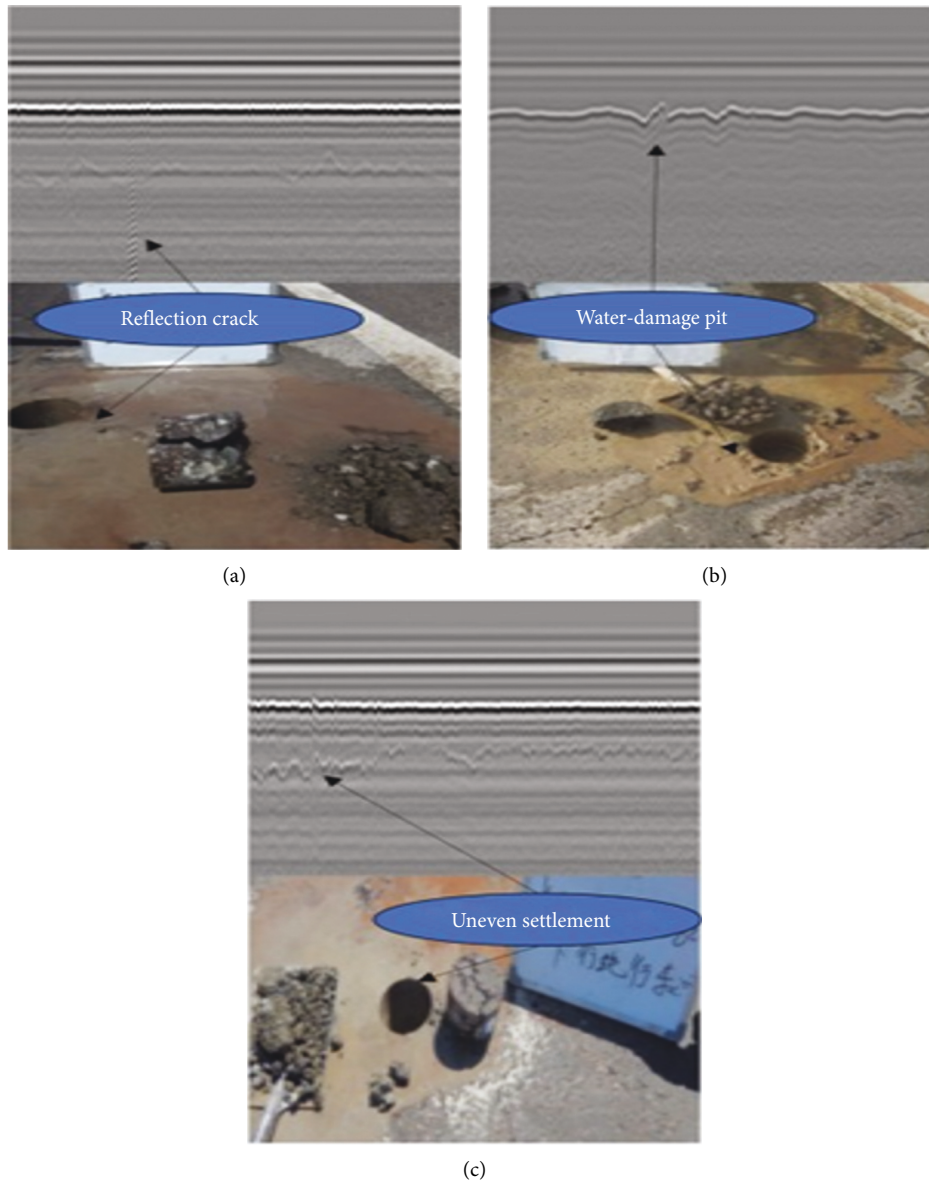 Reflection crack
Water-damage pit
(a)
(b)
Uneven settlement
(c)